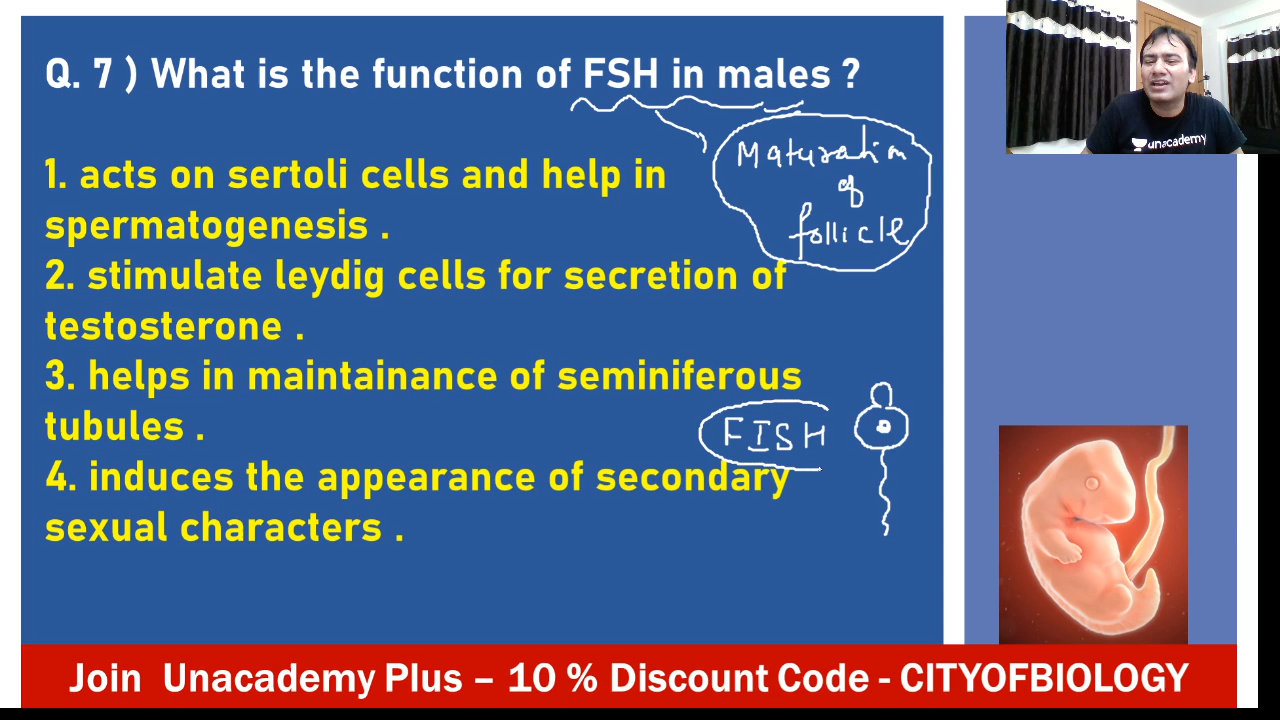 Q. 7 ) What is the function of FSH in males ?
1. acts on sertoli cells and help in
spermatogenesis .
2. stimulate leydig cells for secretion of
testosterone .
3. helps in maintainance of seminiferous
tubules .
4. induces the appearance of secondary
sexual characters .
Maturation
of
follicle
FISH
unacademy
Join Unacademy Plus – 10 % Discount Code - CITYOFBIOLOGY